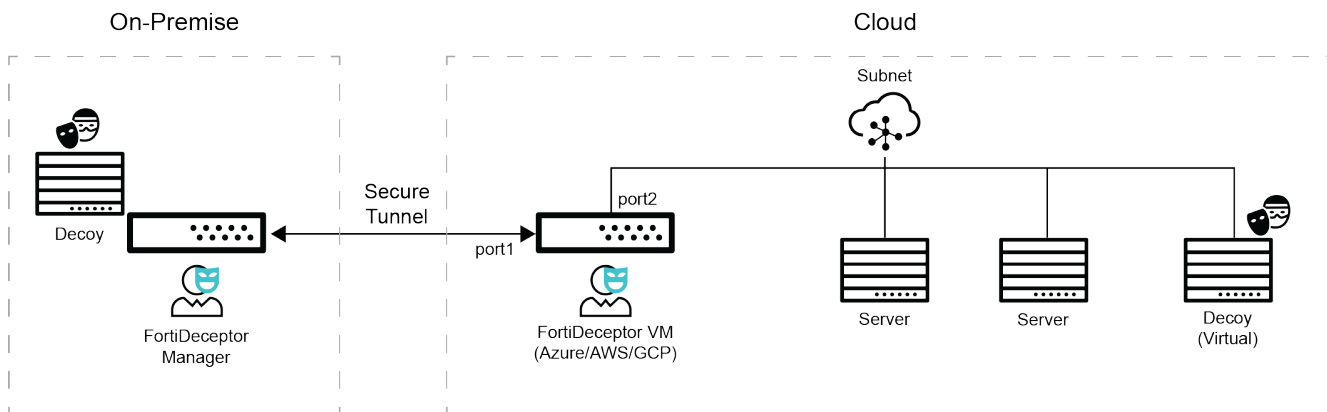 On-Premise
Cloud
Subnet
Secure
Tunnel
port2
port1
Decoy
FortiDeceptor
Manager
FortiDeceptor VM
(Azure/AWS/GCP)
Server
Server
Decoy
(Virtual)